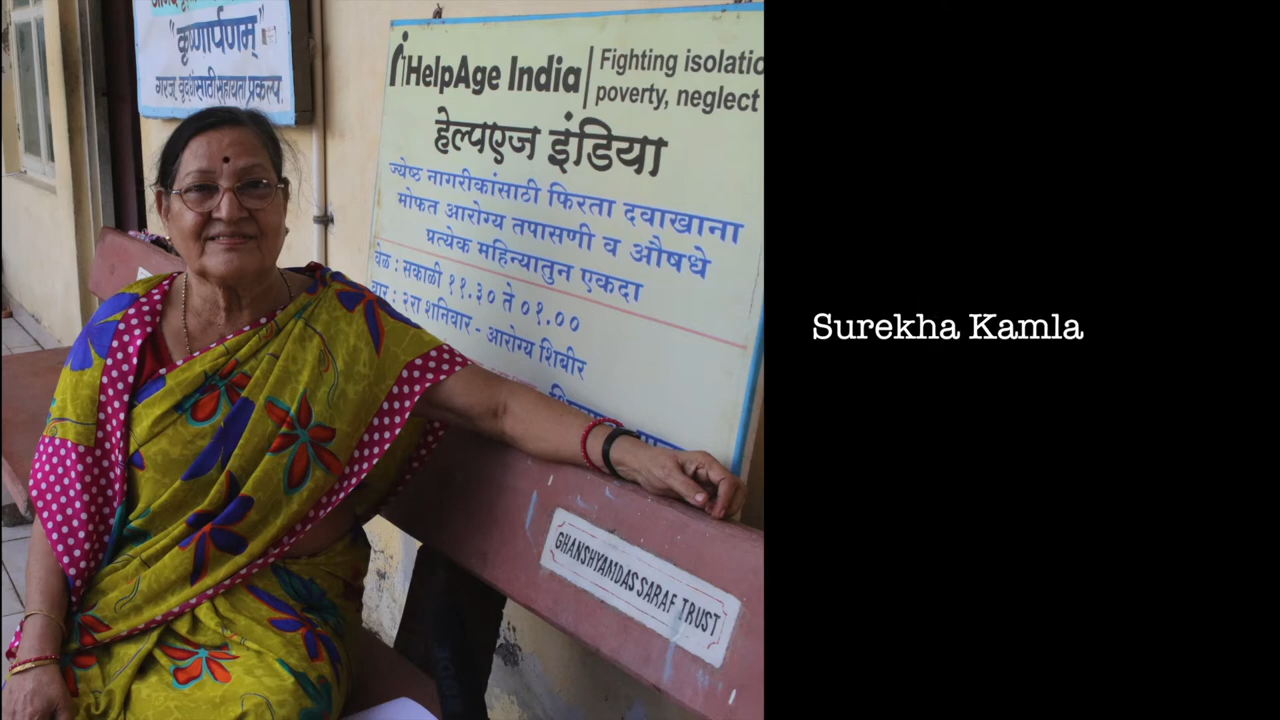 "कृष्णार्पणम्"
गरजू वृद्धांसाठी सहायता प्रकल्प.
HelpAge India
Fighting isolatio
poverty, neglect
हेल्पएज इंडिया
ज्येष्ठ नागरीकांसाठी फिरता दवाखाना
मोफत आरोग्य तपासणी व औषधे
प्रत्येक महिन्यातुन एकदा
वेळ : सकाळी ११.३० ते ०१.००
वार : २रा शनिवार - आरोग्य शिबीर
GHANSHYAMDAS SARAF TRUST
Surekha Kamla